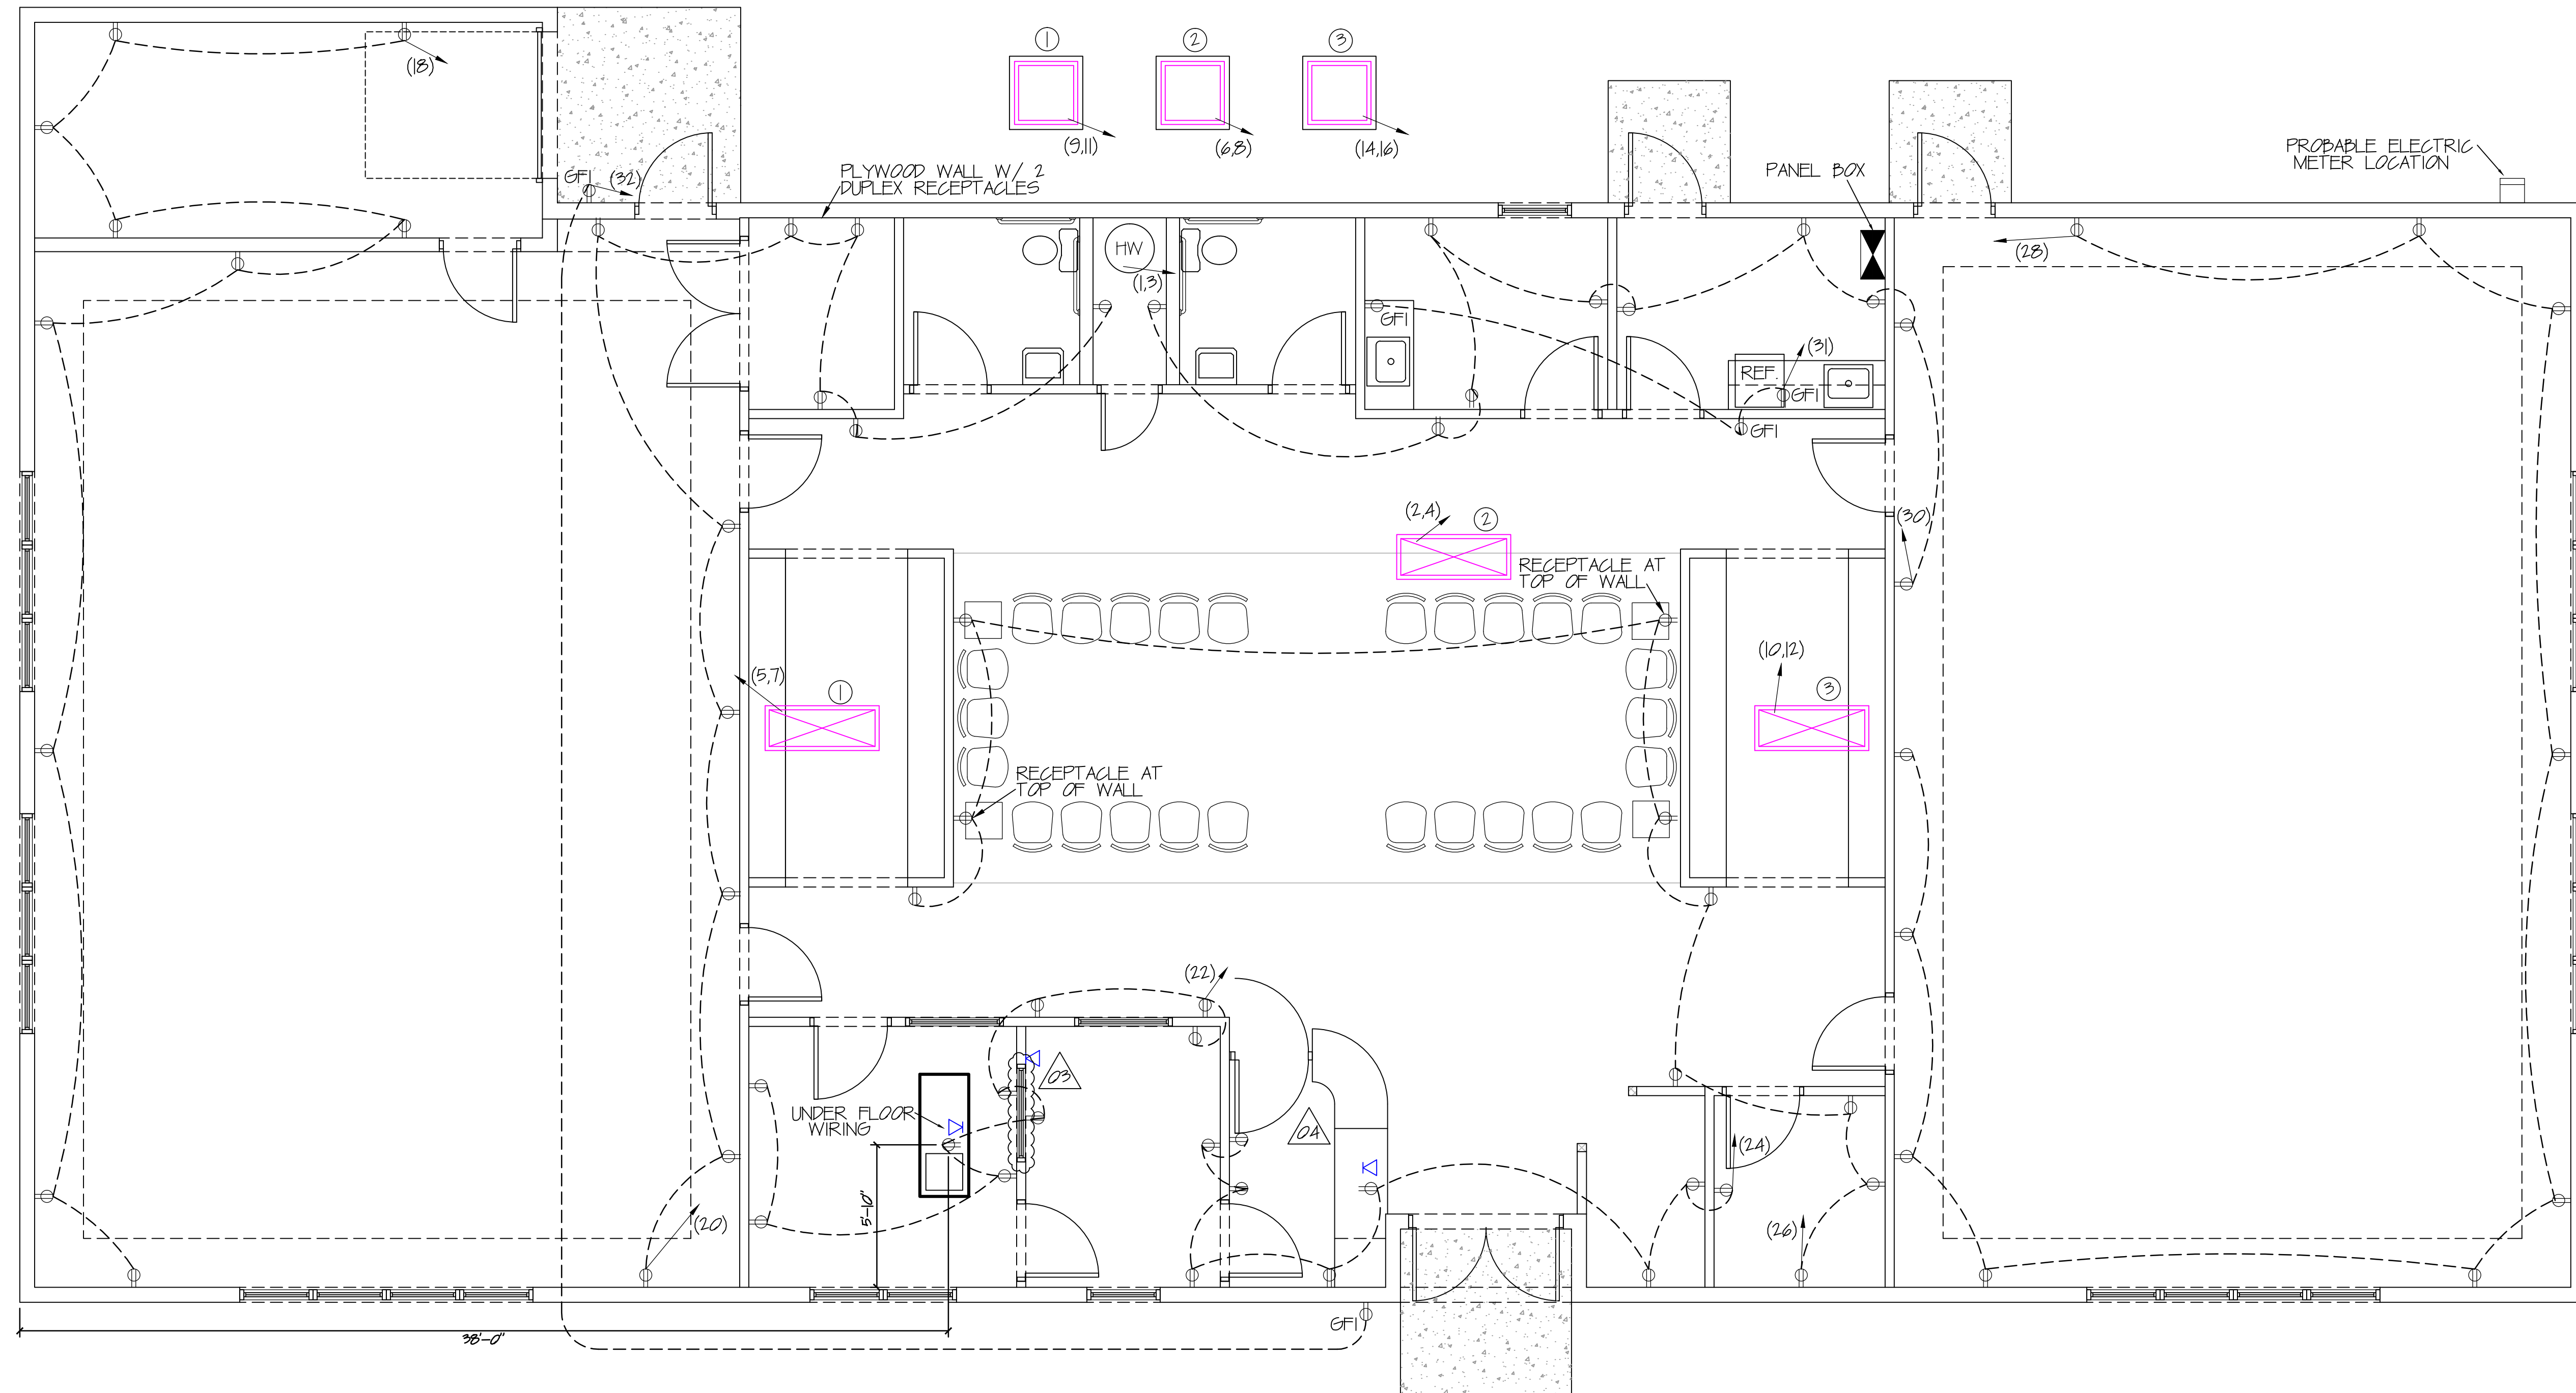 1
2
3
(18)
(9,11)
(6,8)
(14,16)
PROBABLE ELECTRIC
METER LOCATION
PLYWOOD WALL W/ 2
DUPLEX RECEPTACLES
PANEL BOX
GFI
(32)
HW
(1,3)
(28)
GFI
(31)
REF.
GFI
GFI
(2,4)
2
(30)
RECEPTACLE AT
TOP OF WALL
(5,7)
1
(10,12)
3
RECEPTACLE AT
TOP OF WALL
(22)
03
UNDER FLOOR
WIRING
04
(24)
5'-10"
(20)
(26)
GFI
38'-0"